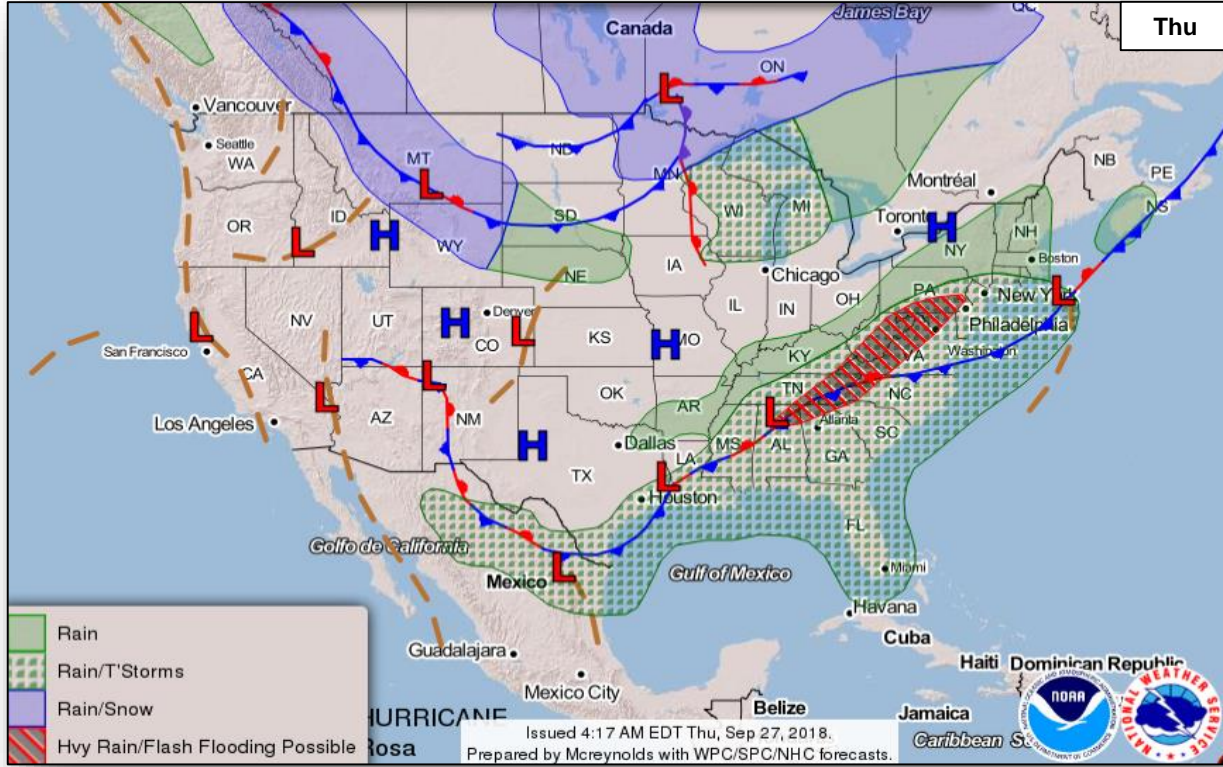 James Bay
QC
Thu
Canada
ON
Vancouver
Seattle
WA
MT
ND
MN
NB
PE
Montréal
NS
OR
ID
SD
WI
MI
Toronto
NH
WY
NY
Boston
NE
IA
Chicago
NV
UT
Denver
CO
IL
IN
OH
PA
New York
Philadelphia
San Francisco
KS
MO
KY
VA
Washington
CA
OK
TN
NC
Los Angeles
AZ
NM
AR
Atlanta
SC
Dallas
MS
AL
GA
LA
TX
Houston
FL
Golfo de California
Mexico
Gulf of Mexico
Miami
Havana
Cuba
Guadalajara
Haiti
Dominican Republic
Mexico City
Belize
Jamaica
Caribbean S
L
L
L
L
L
L
L
L
L
L
L
L
H
H
H
H
H
Rain
Rain/T'Storms
Rain/Snow
Hvy Rain/Flash Flooding Possible
HURRICANE
Rosa
Issued 4:17 AM EDT Thu, Sep 27, 2018.
Prepared by Mcreynolds with WPC/SPC/NHC forecasts.
NOAA
NATIONAL WEATHER SERVICE